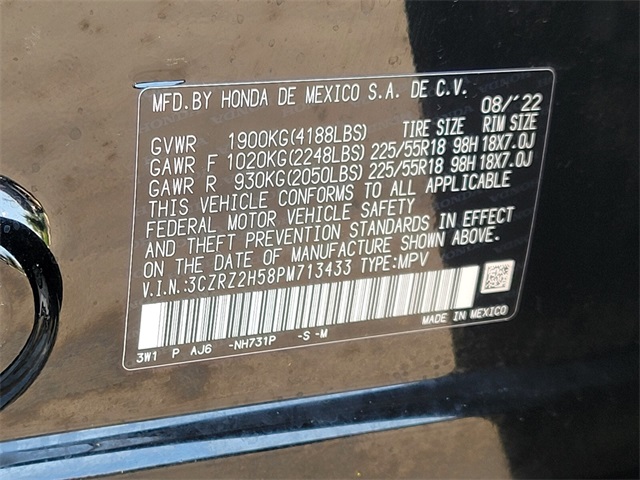 MFD.BY HONDA DE MEXICO S.A. DE C.V. 08/'22
GVWR 1900KG(4188LBS) TIRE SIZE RIM SIZE
GAWR F 1020KG(2248LBS) 225/55R18 98H 18X7.0J
GAWR R 930KG(2050LBS) 225/55R18 98H 18X7.0J
THIS VEHICLE CONFORMS TO ALL APPLICABLE
FEDERAL MOTOR VEHICLE SAFETY
AND THEFT PREVENTION STANDARDS IN EFFECT
ON THE DATE OF MANUFACTURE SHOWN ABOVE.
V.I.N.:3CZRZ2H58PM713433 TYPE:MPV
MADE IN MEXICO
3W1 P AJ6 -NH731P -S -M